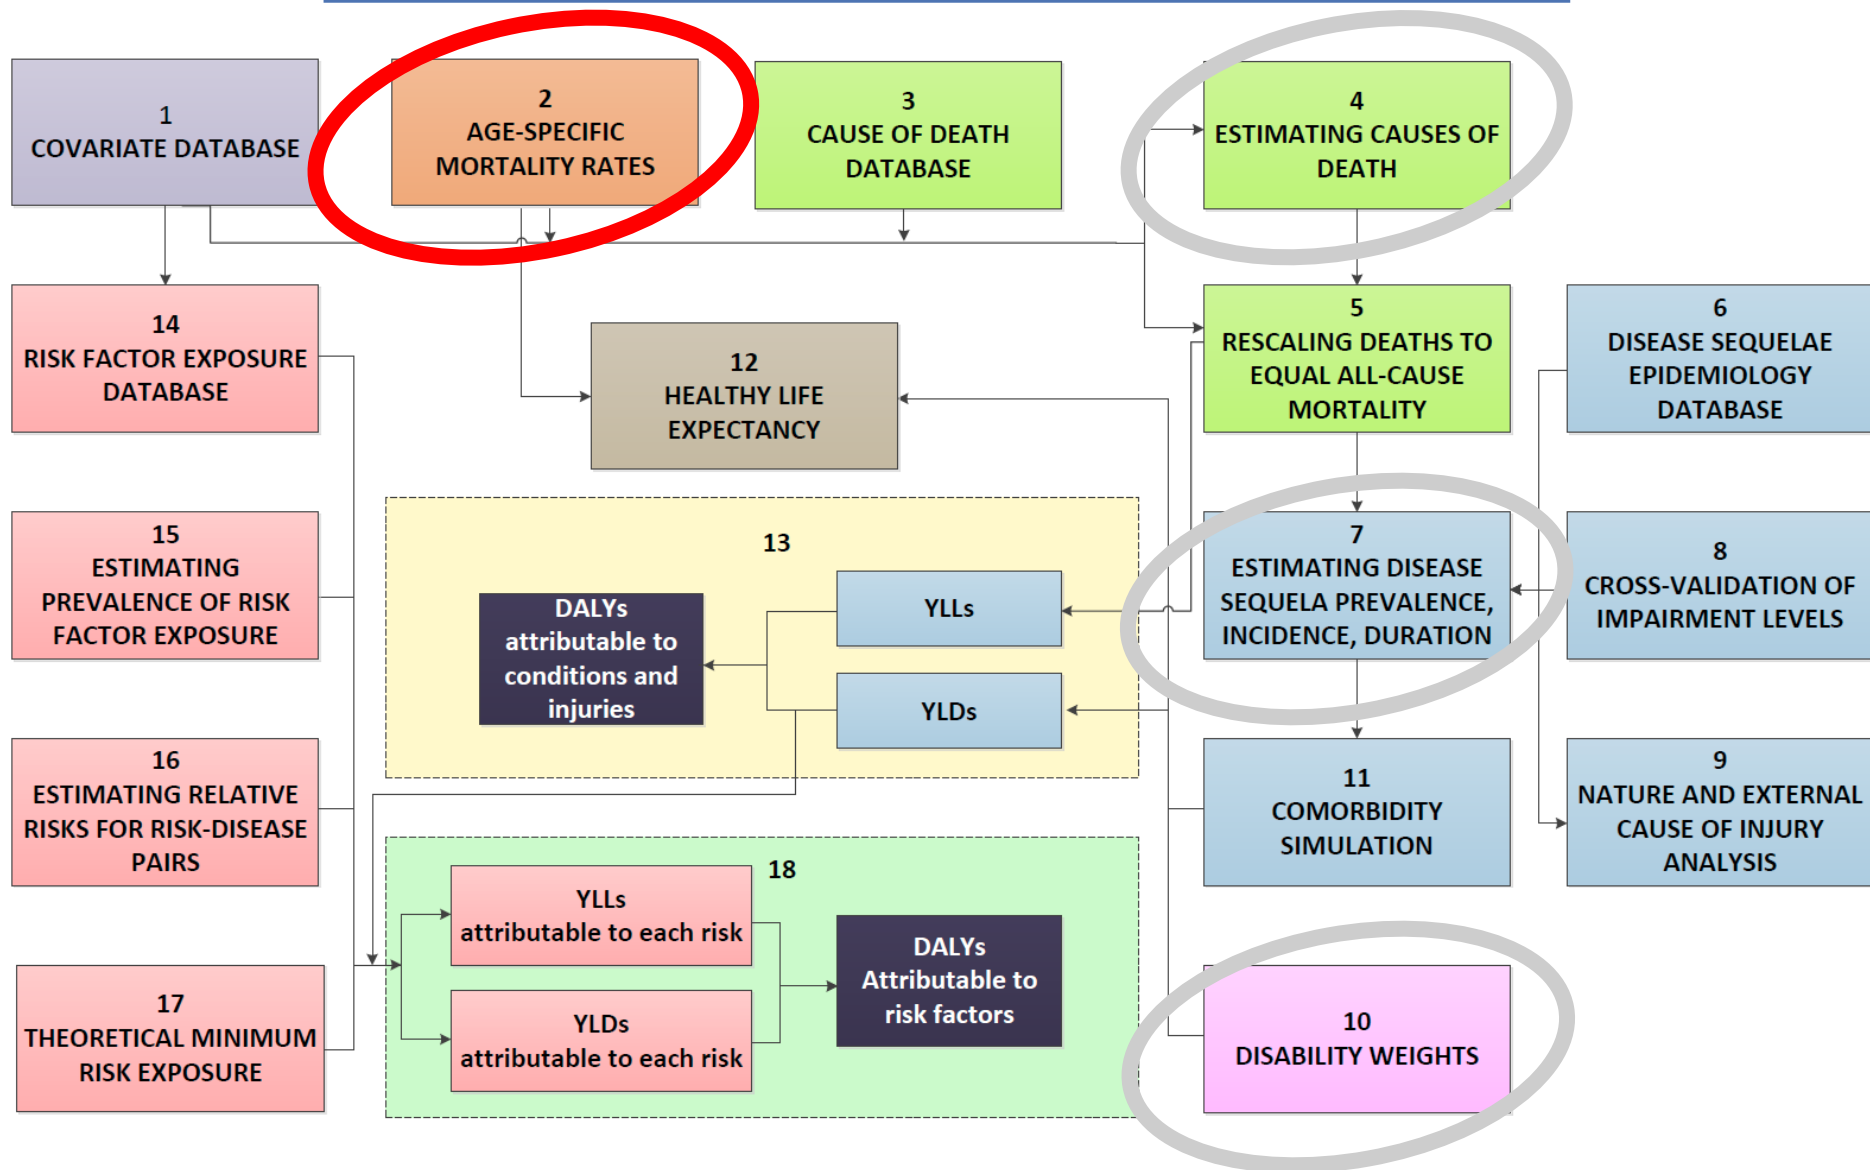 1
COVARIATE DATABASE
2
AGE-SPECIFIC
MORTALITY RATES
3
CAUSE OF DEATH
DATABASE
4
ESTIMATING CAUSES OF
DEATH
14
RISK FACTOR EXPOSURE
DATABASE
12
HEALTHY LIFE
EXPECTANCY
5
RESCALING DEATHS TO
EQUAL ALL-CAUSE
MORTALITY
6
DISEASE SEQUELAE
EPIDEMIOLOGY
DATABASE
15
ESTIMATING
PREVALENCE OF RISK
FACTOR EXPOSURE
13
DALYs
attributable to
conditions and
injuries
YLLs
YLDs
7
ESTIMATING DISEASE
SEQUELA PREVALENCE,
INCIDENCE, DURATION
8
CROSS-VALIDATION OF
IMPAIRMENT LEVELS
16
ESTIMATING RELATIVE
RISKS FOR RISK-DISEASE
PAIRS
11
COMORBIDITY
SIMULATION
9
NATURE AND EXTERNAL
CAUSE OF INJURY
ANALYSIS
18
YLLs
attributable to each risk
YLDs
attributable to each risk
DALYs
Attributable to
risk factors
17
THEORETICAL MINIMUM
RISK EXPOSURE
10
DISABILITY WEIGHTS